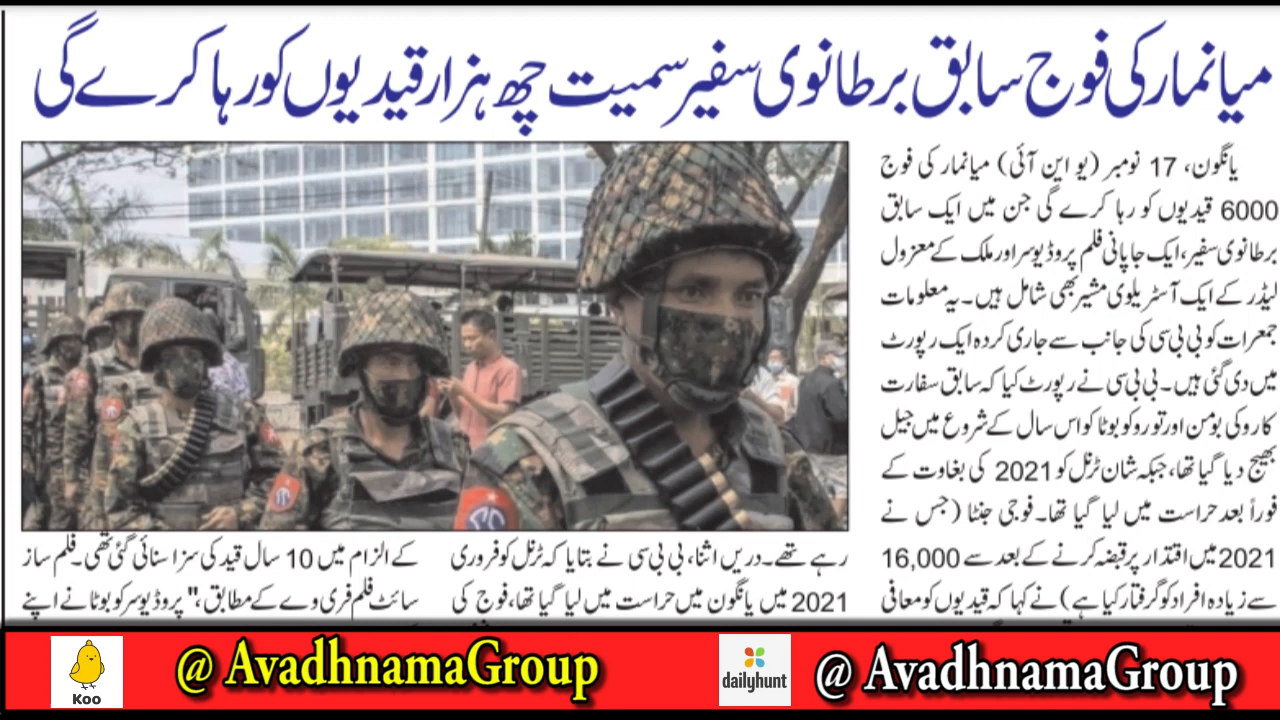 میانمار کی فوج سابق برطانوی سفیر سمیت چھ ہزار قیدیوں کو رہا کرے گی
یانگون، 17 نومبر (یو این آئی) میانمار کی فوج
6000 قیدیوں کو رہا کرے گی جن میں ایک سابق
برطانوی سفیر، ایک جاپانی فلم پروڈیوسر اور ملک کے معزول
لیڈر کے ایک آسٹریلوی مشیر بھی شامل ہیں۔ یہ معلومات
جمعرات کو بی بی سی کی جانب سے جاری کردہ ایک رپورٹ
میں دی گئی ہیں۔ بی بی سی نے رپورٹ کیا کہ سابق سفارت
کار وکی بومن اور تورو کوبوٹا کو اس سال کے شروع میں جیل
بھیج دیا گیا تھا، جبکہ شان ٹرنل کو 2021 کی بغاوت کے
فوراً بعد حراست میں لیا گیا تھا۔ فوجی جنٹا (جس نے
2021 میں اقتدار پر قبضہ کرنے کے بعد سے 16,000
سے زیادہ افراد کو گرفتار کیا ہے) نے کہا کہ قیدیوں کو معافی
رہے تھے۔ دریں اثنا، بی بی سی نے بتایا کہ ٹرنل کو فروری
2021 میں یانگون میں حراست میں لیا گیا تھا، فوج کی
کے الزام میں 10 سال قید کی سزا سنائی گئی تھی۔ فلم ساز
سائٹ فلم فری وے کے مطابق، "پروڈیوسر کوبوٹا نے اپنے
Koo
@ AvadhnamaGroup
dailyhunt
@ AvadhnamaGroup